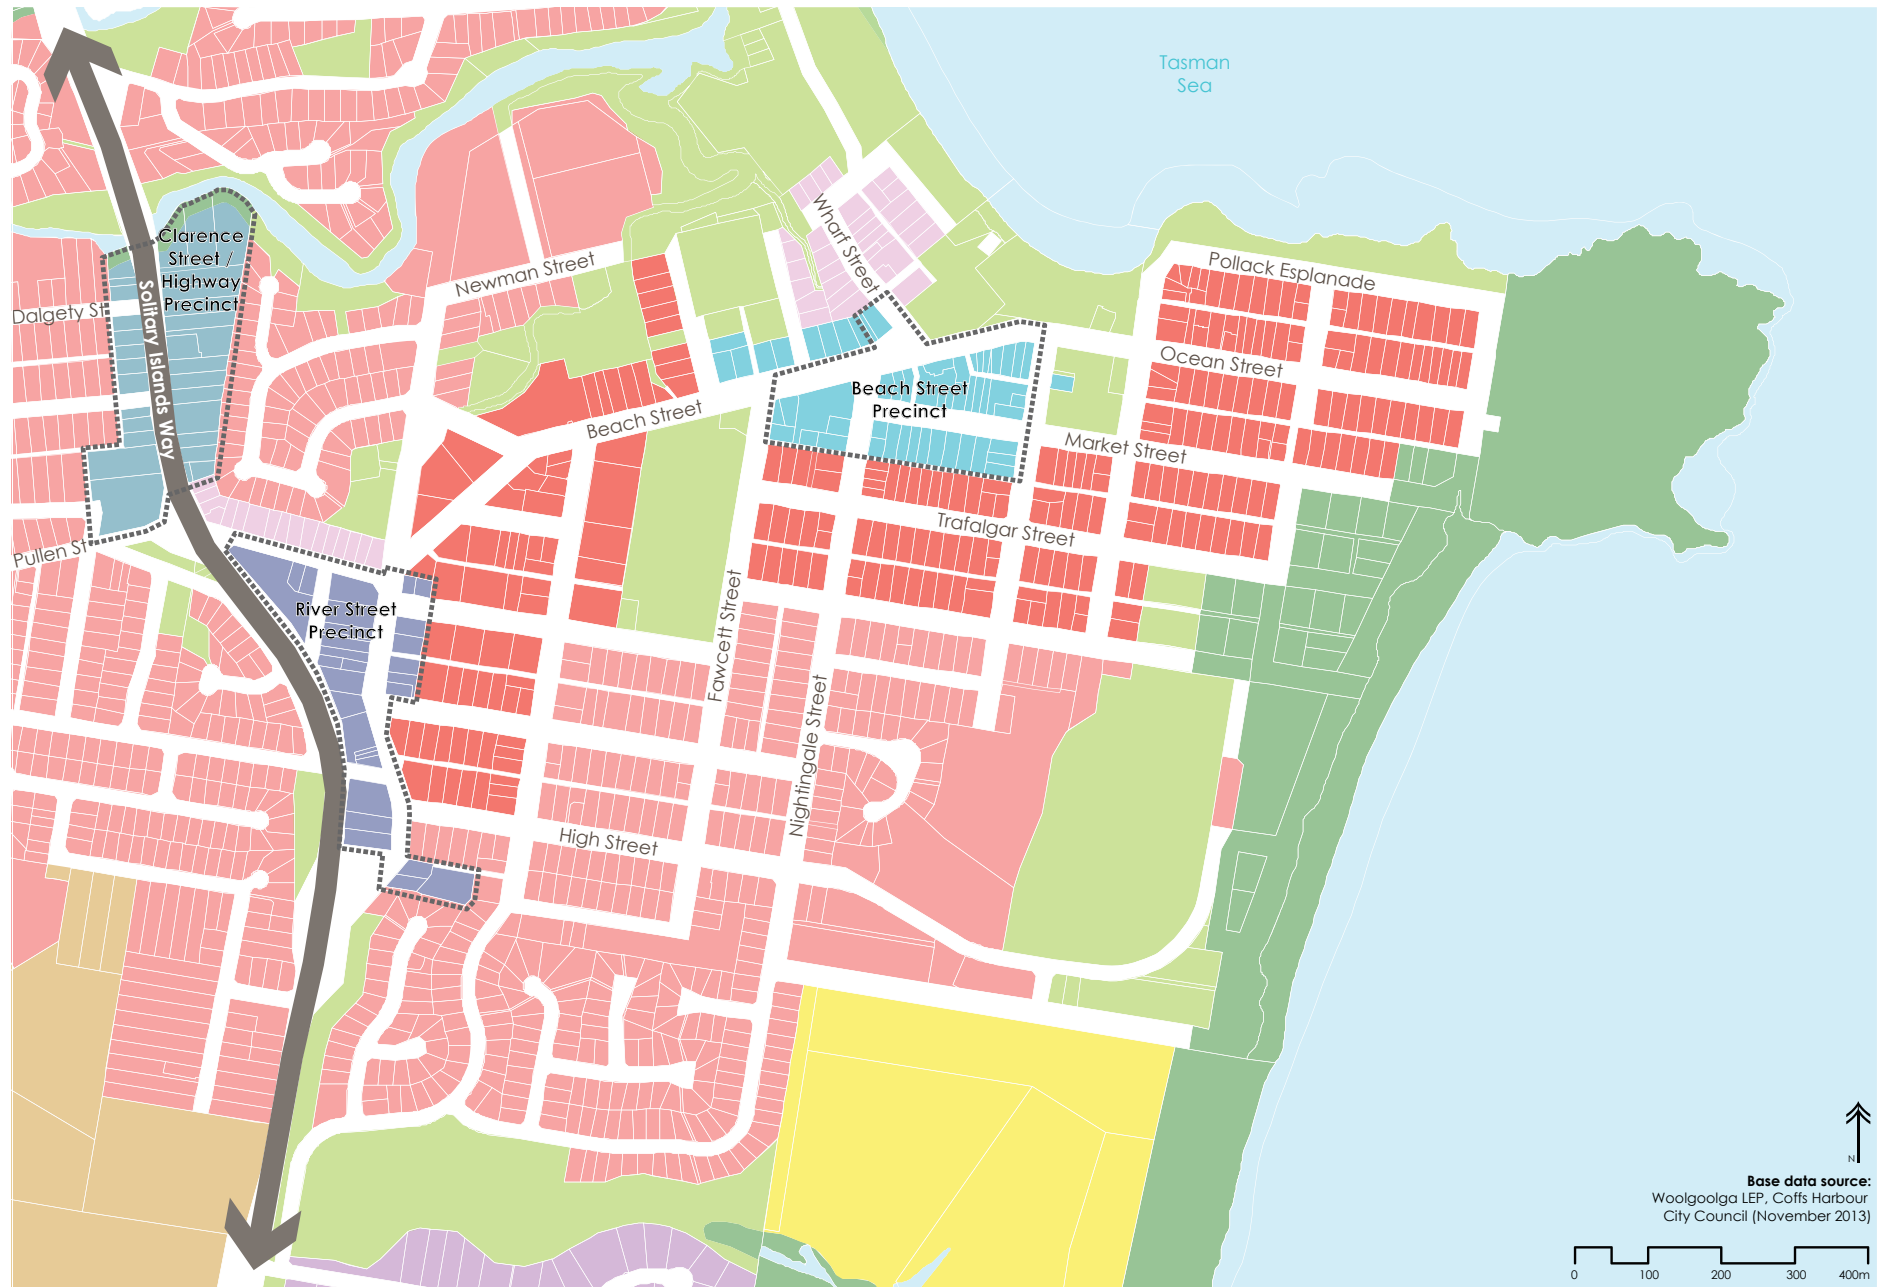 Tasman
Sea
Wharf Street
Clarence
Street /
Highway
Precinct
Pollack Esplanade
Newman Street
Dalgety St
Solitary Islands Way
Ocean Street
Beach Street
Precinct
Beach Street
Market Street
Trafalgar Street
Pullen St
River Street
Precinct
Fawcett Street
Nightingale Street
High Street
N
Base data source:
Woolgoolga LEP, Coffs Harbour
City Council (November 2013)
0 100 200 300 400m